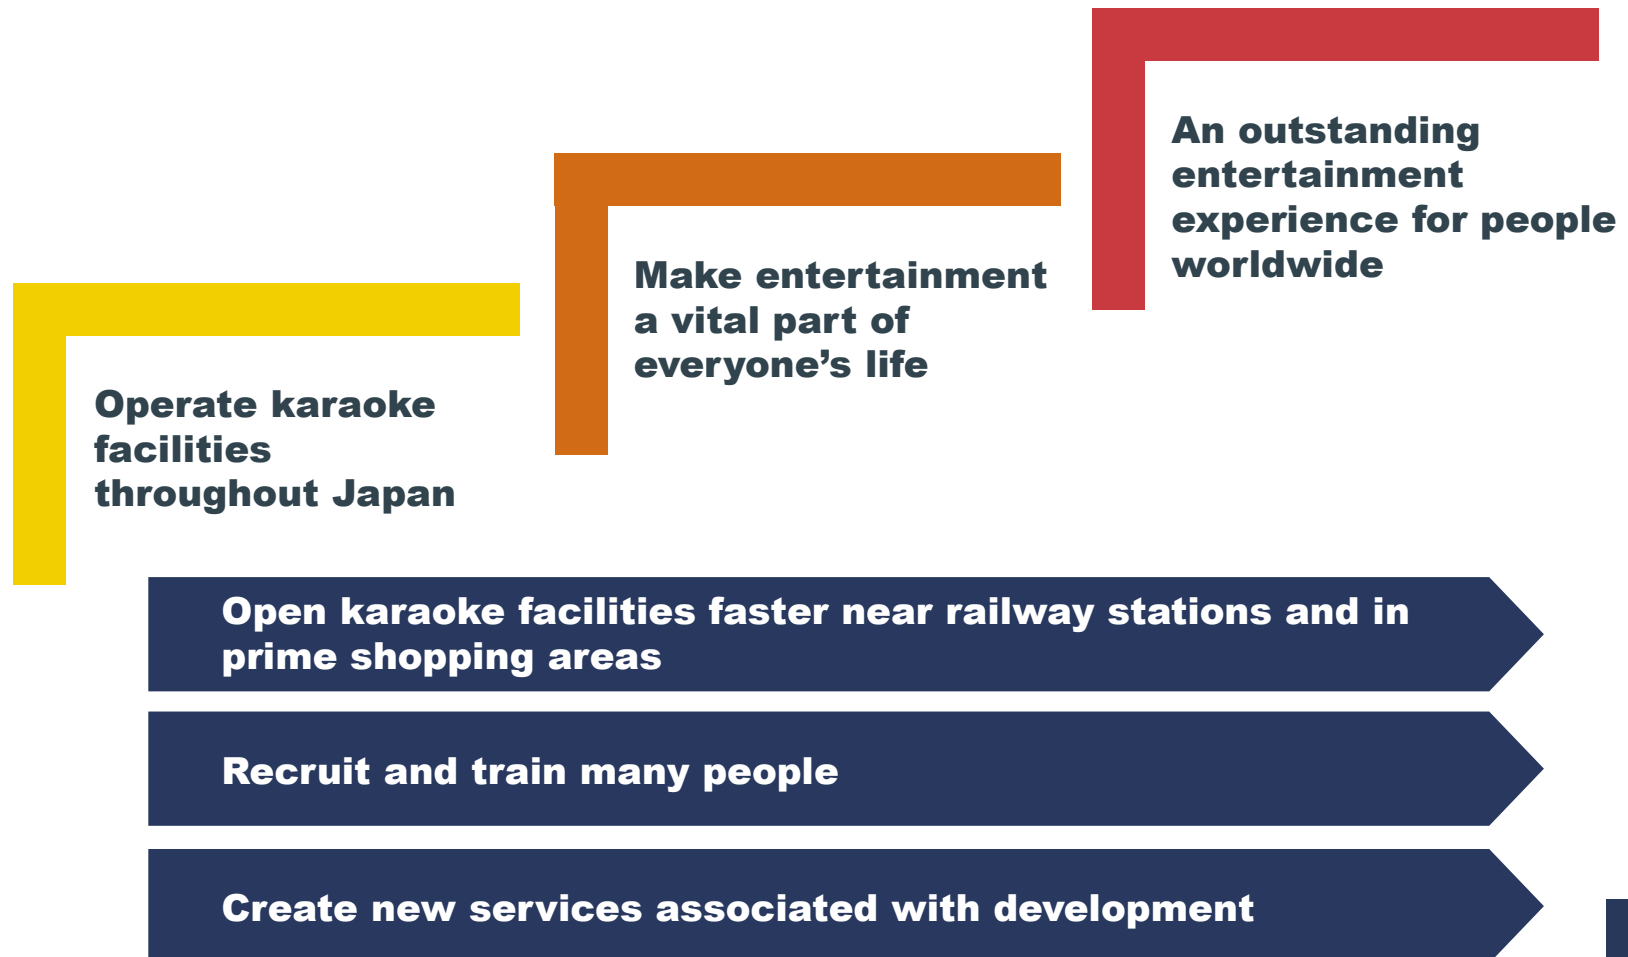 An outstanding
entertainment
experience for people
worldwide
Make entertainment
a vital part of
everyone’s life
Operate karaoke
facilities
throughout Japan
Open karaoke facilities faster near railway stations and in
prime shopping areas
Recruit and train many people
Create new services associated with development